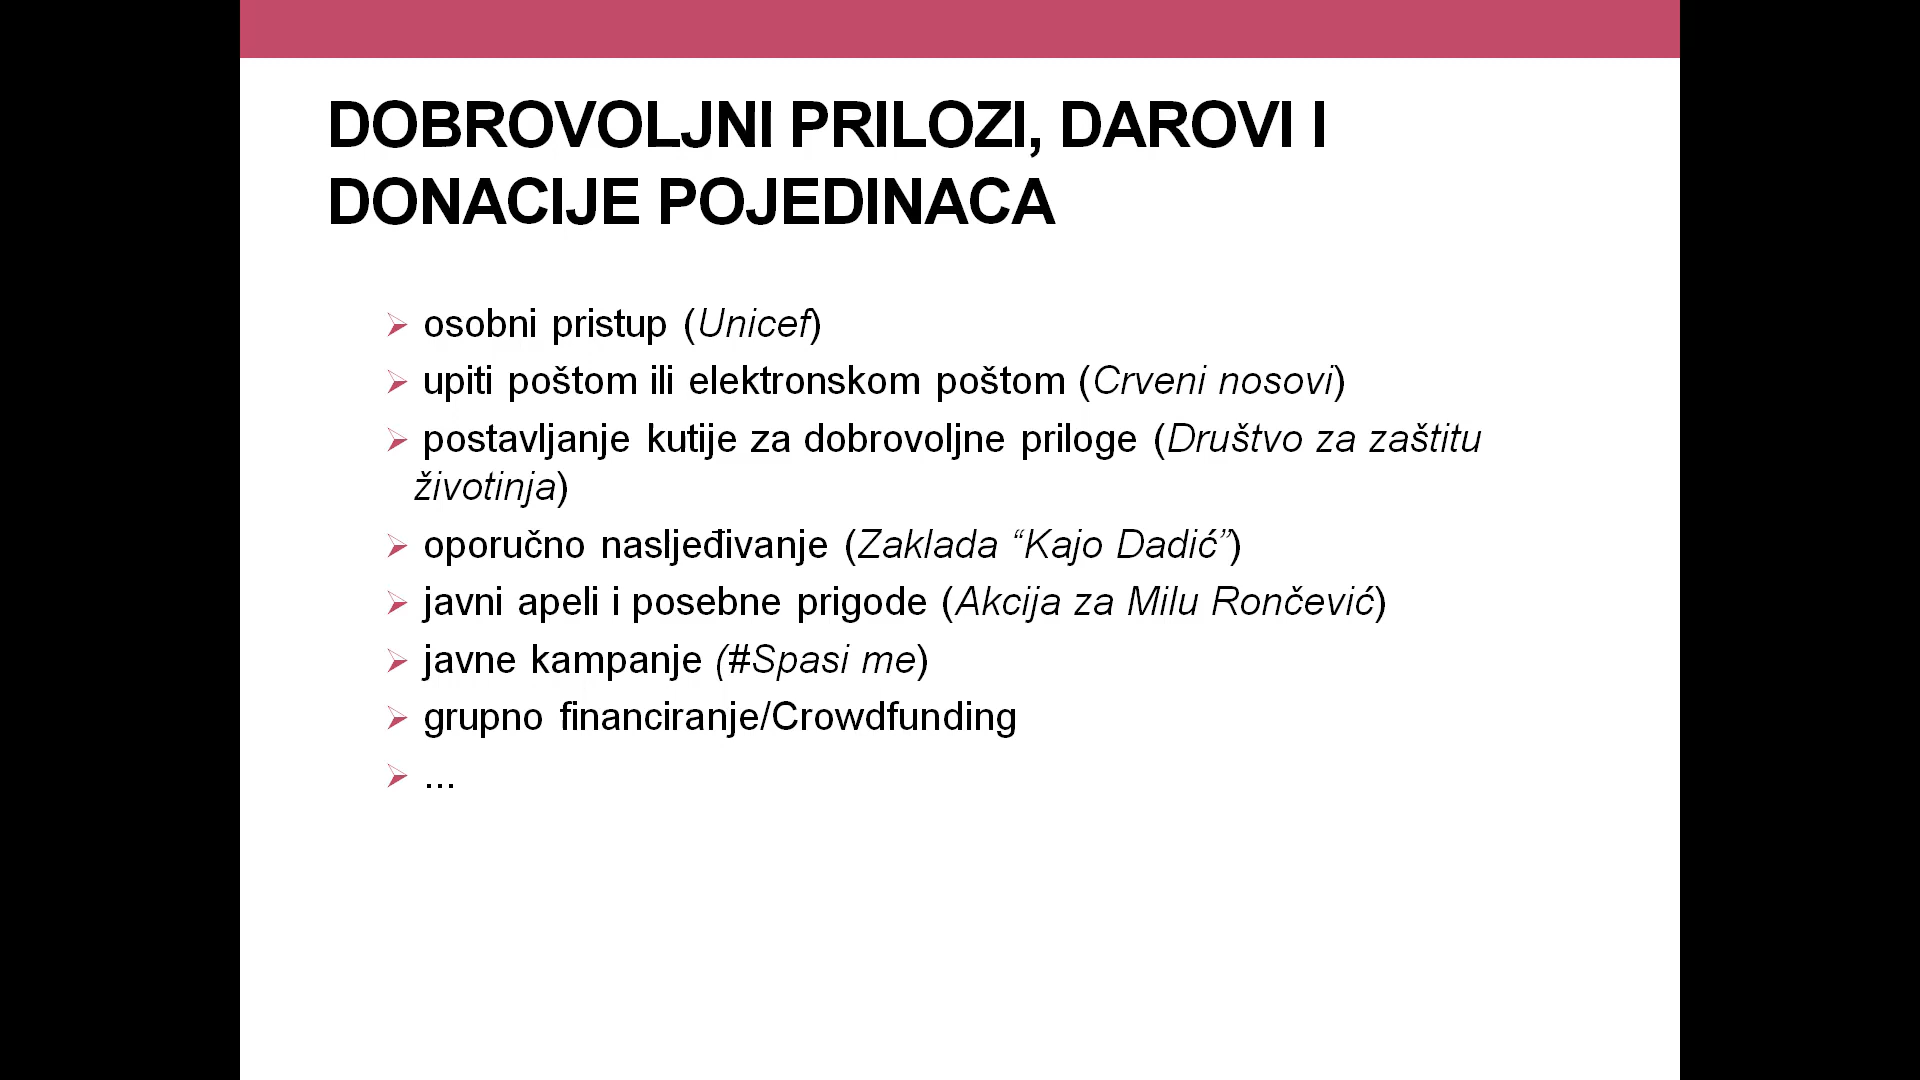 DOBROVOLJNI PRILOZI, DAROVI I
DONACIJE POJEDINACA
osobni pristup (Unicef)
upiti poštom ili elektronskom poštom (Crveni nosovi)
postavljanje kutije za dobrovoljne priloge (Društvo za zaštitu
životinja)
oporučno nasljeđivanje (Zaklada “Kajo Dadić”)
javni apeli i posebne prigode (Akcija za Milu Rončević)
javne kampanje (#Spasi me)
grupno financiranje/Crowdfunding
...